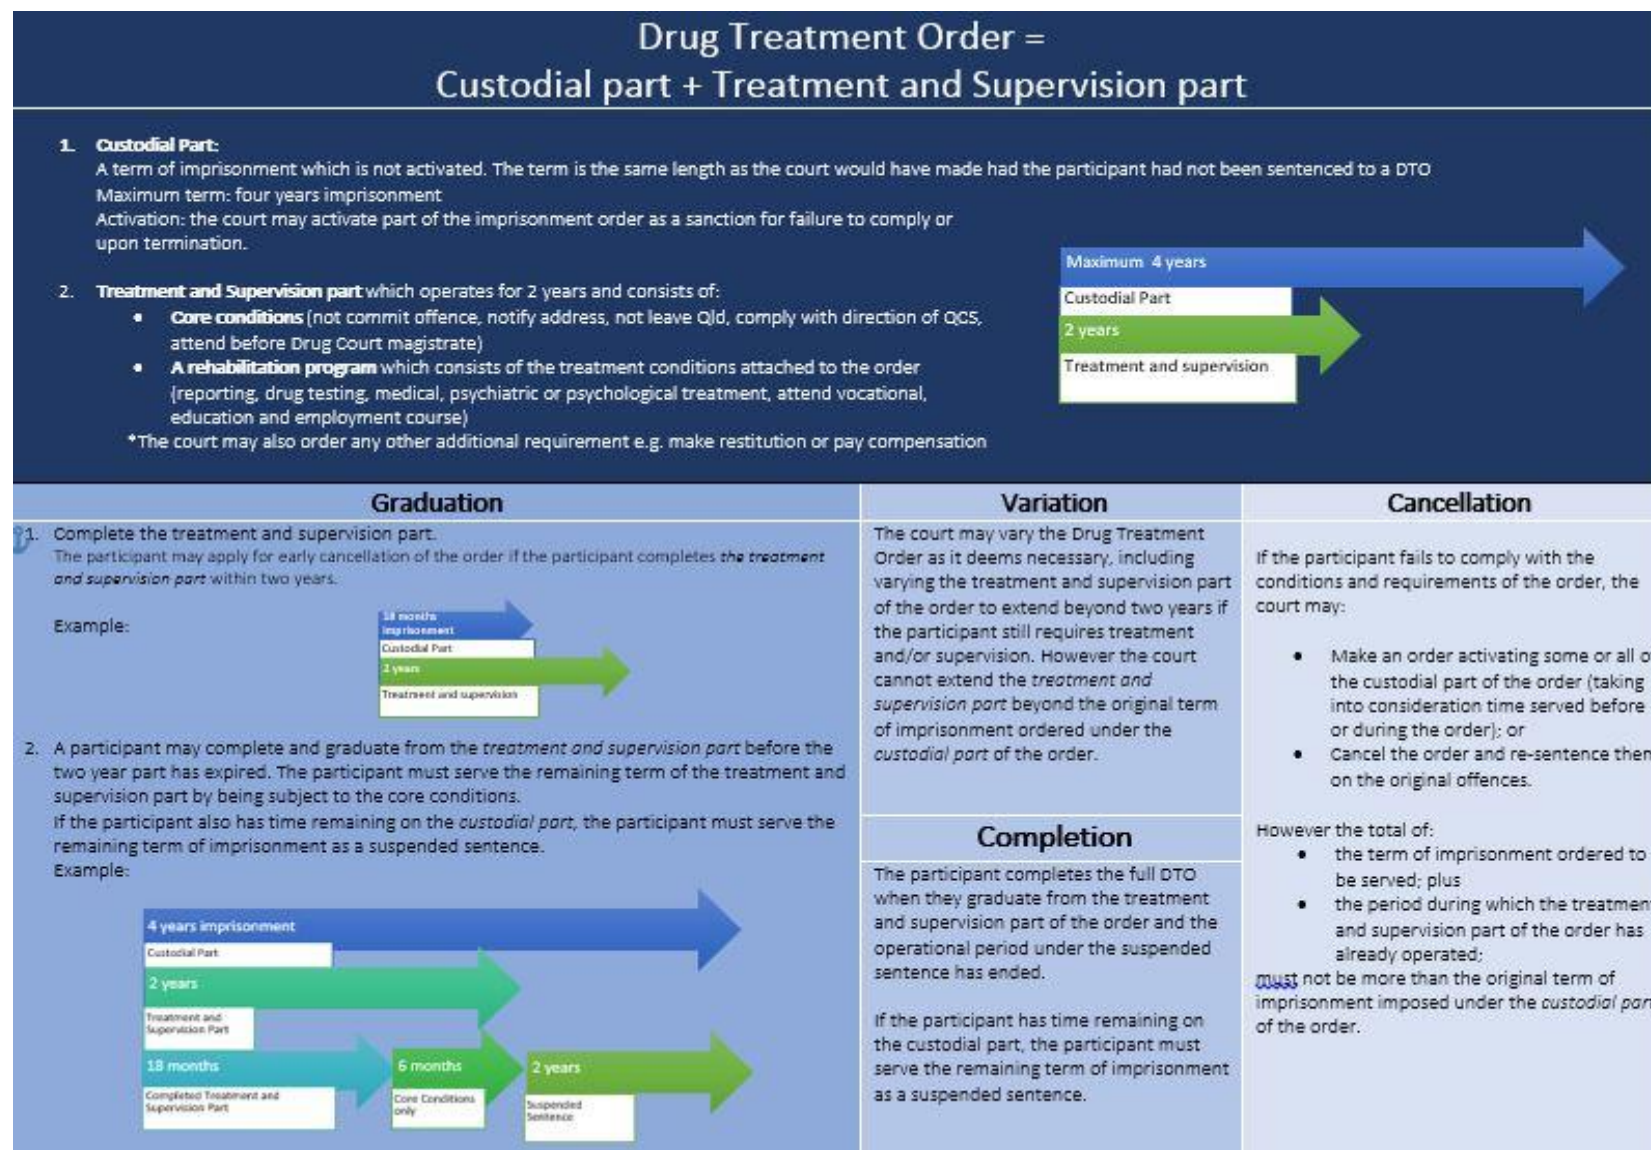 Drug Treatment Order =
Custodial part + Treatment and Supervision part
1. Custodial Part:
A term of imprisonment which is not activated. The term is the same length as the court would have made had the participant had not been sentenced to a DTO
Maximum term: four years imprisonment
Activation: the court may activate part of the imprisonment order as a sanction for failure to comply or
upon termination.
2. Treatment and Supervision part which operates for 2 years and consists of:
• Core conditions (not commit offence, notify address, not leave Qld, comply with direction of QCS,
attend before Drug Court magistrate)
• A rehabilitation program which consists of the treatment conditions attached to the order
(reporting, drug testing, medical, psychiatric or psychological treatment, attend vocational,
education and employment course)
*The court may also order any other additional requirement e.g. make restitution or pay compensation
Maximum 4 years
Custodial Part
2 years
Treatment and supervision
Graduation
1. Complete the treatment and supervision part.
The participant may apply for early cancellation of the order if the participant completes the treatment
and supervision part within two years.
Example:
18 months
imprisonment
Custodial Part
2 years
Treatment and supervision
2. A participant may complete and graduate from the treatment and supervision part before the
two year part has expired. The participant must serve the remaining term of the treatment and
supervision part by being subject to the core conditions.
If the participant also has time remaining on the custodial part, the participant must serve the
remaining term of imprisonment as a suspended sentence.
Example:
4 years imprisonment
Custodial Part
2 years
Treatment and
Supervision Part
18 months
Completed Treatment and
Supervision Part
6 months
Core Conditions
only
2 years
Suspended
Sentence
Variation
The court may vary the Drug Treatment
Order as it deems necessary, including
varying the treatment and supervision part
of the order to extend beyond two years if
the participant still requires treatment
and/or supervision. However the court
cannot extend the treatment and
supervision part beyond the original term
of imprisonment ordered under the
custodial part of the order.
Completion
The participant completes the full DTO
when they graduate from the treatment
and supervision part of the order and the
operational period under the suspended
sentence has ended.
If the participant has time remaining on
the custodial part, the participant must
serve the remaining term of imprisonment
as a suspended sentence.
Cancellation
If the participant fails to comply with the
conditions and requirements of the order, the
court may:
• Make an order activating some or all o
the custodial part of the order (taking
into consideration time served before
or during the order); or
• Cancel the order and re-sentence then
on the original offences.
However the total of:
• the term of imprisonment ordered to
be served; plus
• the period during which the treatmen
and supervision part of the order has
already operated;
must not be more than the original term of
imprisonment imposed under the custodial par
of the order.